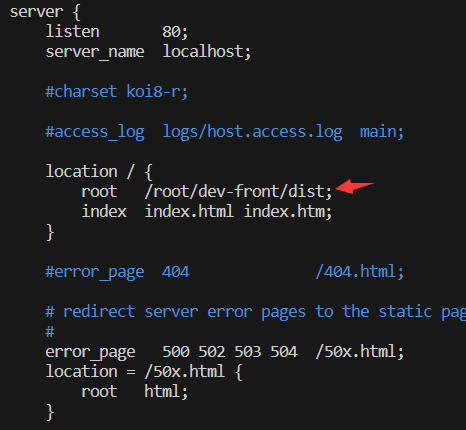 server {
    listen       80;
    server_name  localhost;
    #charset koi8-r;
    #access_log  logs/host.access.log  main;
    location / {
        root   /root/dev-front/dist;
        index  index.html index.htm;
    }
    #error_page  404              /404.html;
    # redirect server error pages to the static pag
    #
    error_page   500 502 503 504  /50x.html;
    location = /50x.html {
        root   html;
    }